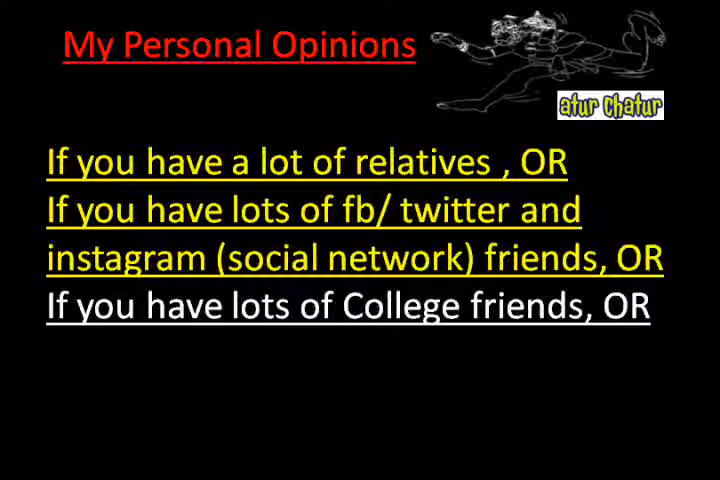 My Personal Opinions
atur chatur
If you have a lot of relatives , OR
If you have lots of fb/ twitter and
instagram (social network) friends, OR
If you have lots of College friends, OR